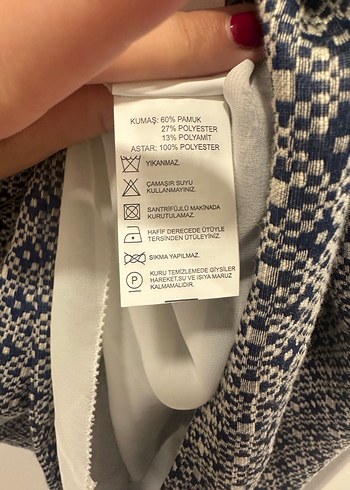 KUMAŞ: 60% PAMUK
27% POLYESTER
13% POLYAMİT
ASTAR: 100% POLYESTER
YIKANMAZ.
ÇAMAŞIR SUYU
KULLANMAYINIZ.
SANTRİFÜJLÜ MAKİNADA
KURUTULAMAZ.
HAFİF DERECEDE ÜTÜYLE
TERSİNDEN ÜTÜLEYİNİZ.
SIKMA YAPILMAZ.
P
KURU TEMİZLEMEDE GİYSİLER
HAREKET,SU VE ISIYA MARUZ
KALMAMALIDIR.